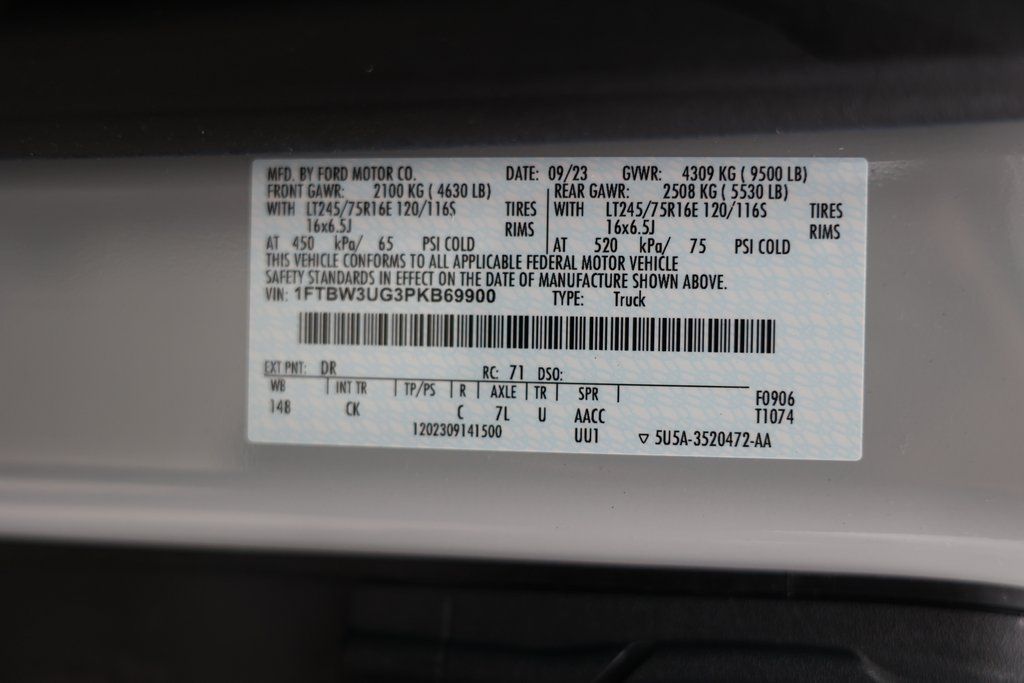 MFD. BY FORD MOTOR CO. DATE: 09/23 GVWR: 4309 KG ( 9500 LB)
FRONT GAWR: 2100 KG ( 4630 LB) REAR GAWR: 2508 KG ( 5530 LB)
WITH LT245/75R16E 120/116S TIRES WITH LT245/75R16E 120/116S TIRES
16x6.5J RIMS 16x6.5J RIMS
AT 450 kPa/ 65 PSI COLD AT 520 kPa/ 75 PSI COLD
THIS VEHICLE CONFORMS TO ALL APPLICABLE FEDERAL MOTOR VEHICLE
SAFETY STANDARDS IN EFFECT ON THE DATE OF MANUFACTURE SHOWN ABOVE.
VIN: 1FTBW3UG3PKB69900 TYPE: Truck
EXT PNT: DR RC: 71 DSO:
WB INT TR TP/PS R AXLE TR SPR F0906
148 CK C 7L U AACC T1074
1202309141500 UU1 ▽ 5U5A-3520472-AA